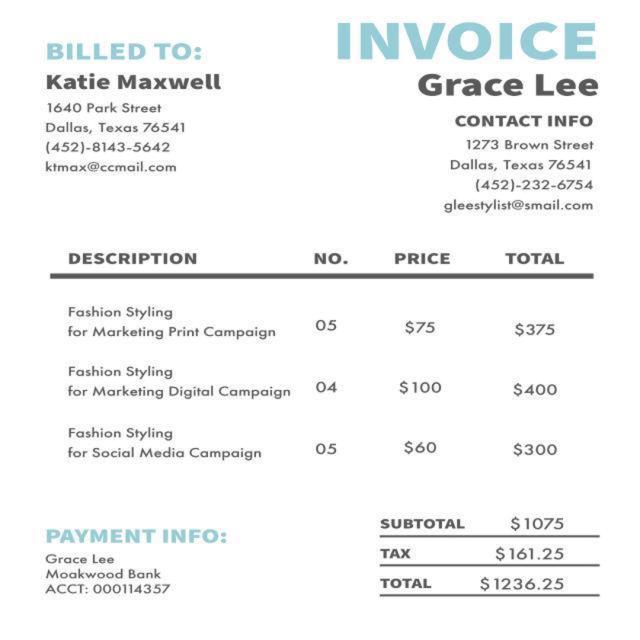 INVOICE
BILLED TO:
Katie Maxwell
1640 Park Street
Dallas, Texas 76541
(452)-8143-5642
ktmax@ccmail.com
Grace Lee
CONTACT INFO
1273 Brown Street
Dallas, Texas 76541
(452)-232-6754
gleestylist@smail.com
DESCRIPTION NO. PRICE TOTAL
Fashion Styling
for Marketing Print Campaign 05 $75 $375
Fashion Styling
for Marketing Digital Campaign 04 $100 $400
Fashion Styling
for Social Media Campaign 05 $60 $300
SUBTOTAL $1075
TAX $161.25
TOTAL $1236.25
PAYMENT INFO:
Grace Lee
Moakwood Bank
ACCT: 000114357